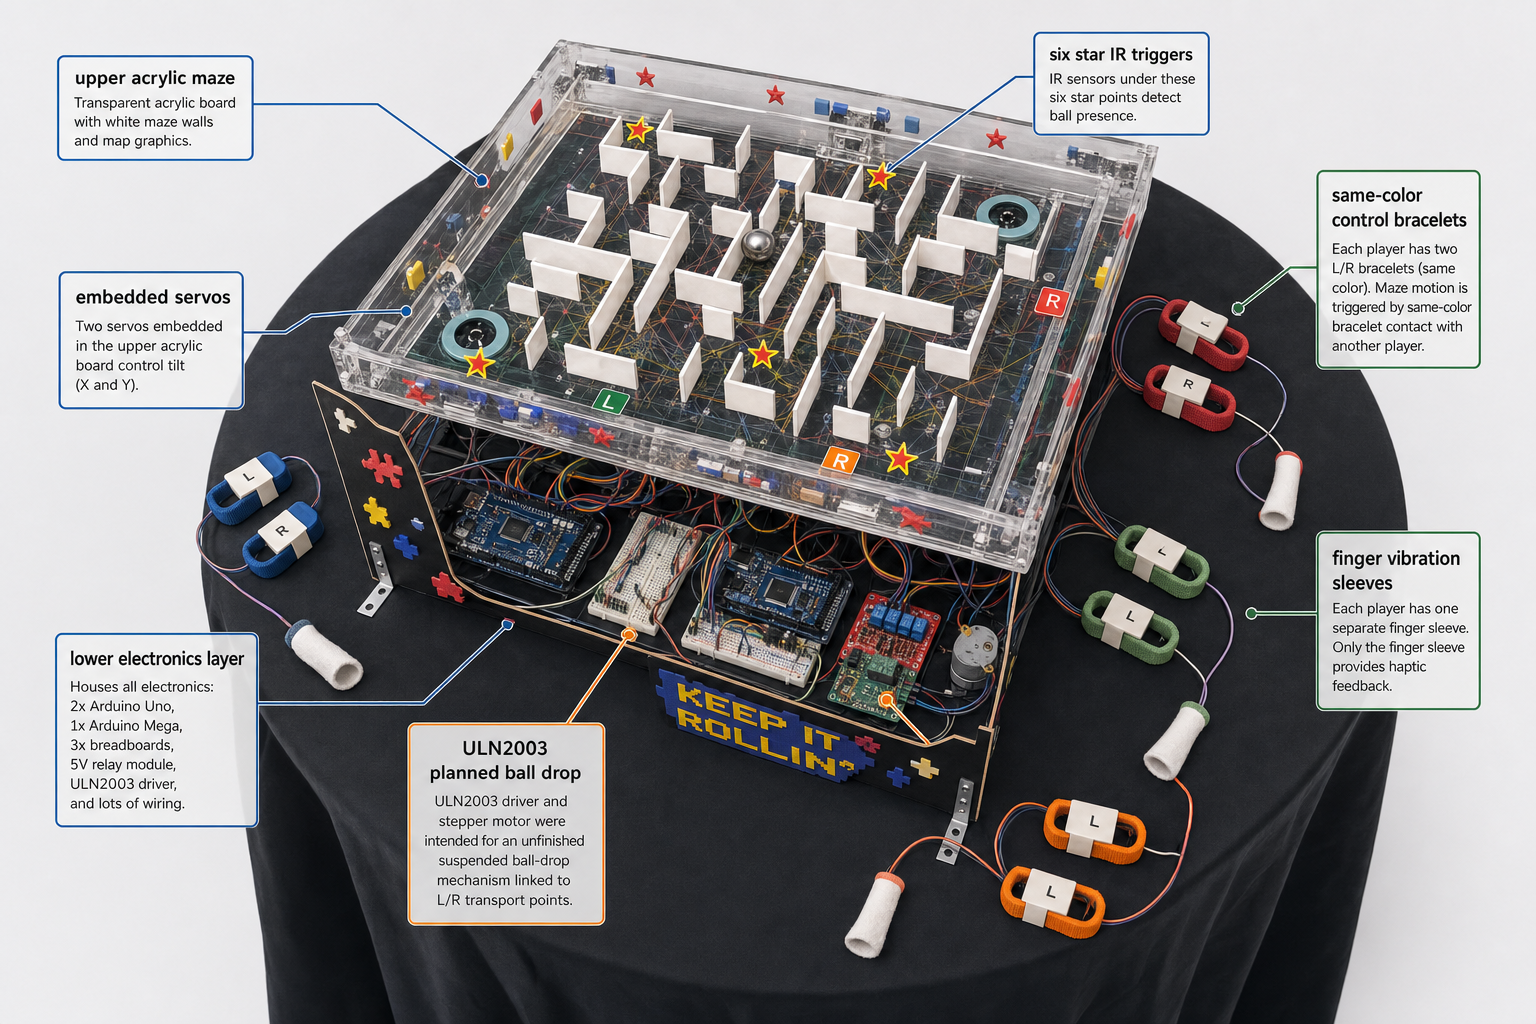 upper acrylic maze
Transparent acrylic board
with white maze walls
and map graphics.
six star IR triggers
IR sensors under these
six star points detect
ball presence.
same-color
control bracelets
Each player has two
L/R bracelets (same
color). Maze motion is
triggered by same-color
bracelet contact with
another player.
embedded servos
Two servos embedded
in the upper acrylic
board control tilt
(X and Y).
R
L
R
L
R
L
R
L
L
finger vibration
sleeves
Each player has one
separate finger sleeve.
Only the finger sleeve
provides haptic
feedback.
lower electronics layer
Houses all electronics:
2x Arduino Uno,
1x Arduino Mega,
3x breadboards,
5V relay module,
ULN2003 driver,
and lots of wiring.
KEEP IT
ROLLIN'
ULN2003
planned ball drop
ULN2003 driver and
stepper motor were
intended for an unfinished
suspended ball-drop
mechanism linked to
L/R transport points.
L
L